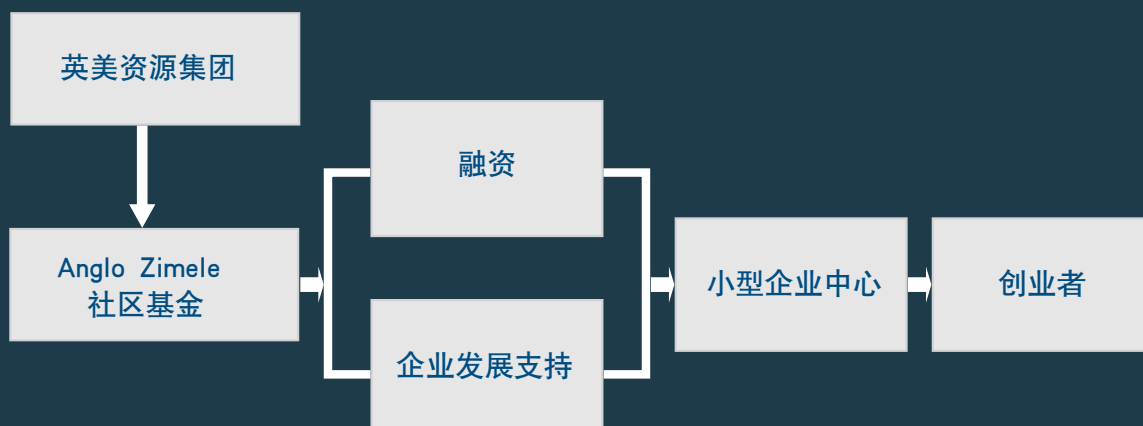 英美资源集团
Anglo Zimele
社区基金
融资
企业发展支持
小型企业中心
创业者